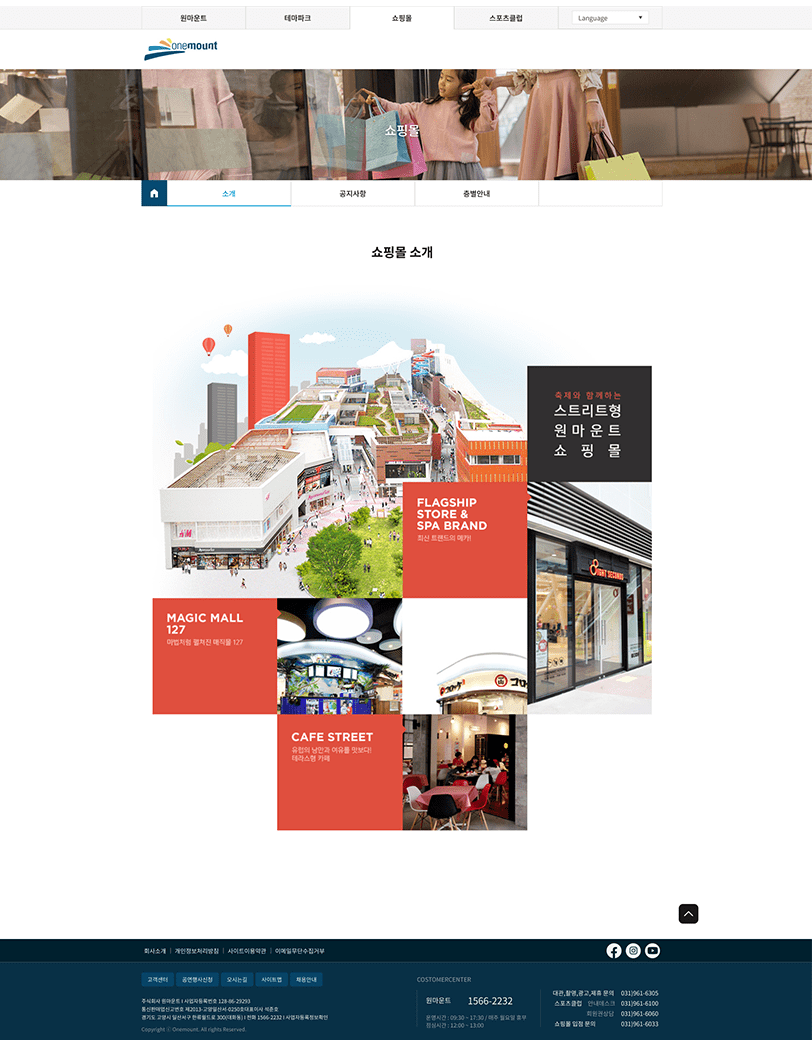 원마운트
테마파크
쇼핑몰
스포츠클럽
Language
onemount
쇼핑몰
소개
공지사항
층별안내
쇼핑몰 소개
축제와 함께하는
스트리트형
원마운트
쇼핑몰
H&M
FLAGSHIP
STORE &
SPA BRAND
최신 트랜드의 메카!
EIGHT SECONDS
MAGIC MALL
127
마법처럼 펼쳐진 매직몰 127
CAFE STREET
유럽의 낭만과 여유를 맛보다!
테라스형 카페
회사소개
개인정보처리방침
사이트이용약관
이메일무단수집거부
고객센터
공연행사신청
오시는길
사이트맵
채용안내
주식회사 원마운트 I 사업자등록번호 128-86-29293
통신판매업신고번호 제2013-고양일산서-0250호대표이사 석준호
경기도 고양시 일산서구 한류월드로 300(대화동) I 전화 1566-2232 I 사업자등록정보확인
Copyright ⓒ Onemount. All rights Reserved.
COSTOMERCENTER
원마운트 1566-2232
운영시간 : 09:30 ~ 17:30 / 매주 월요일 휴무
점심시간 : 12:00 ~ 13:00
대관,촬영,광고,제휴 문의 031)961-6305
스포츠클럽 안내데스크 031)961-6100
회원권상담 031)961-6060
쇼핑몰 입점 문의 031)961-6033